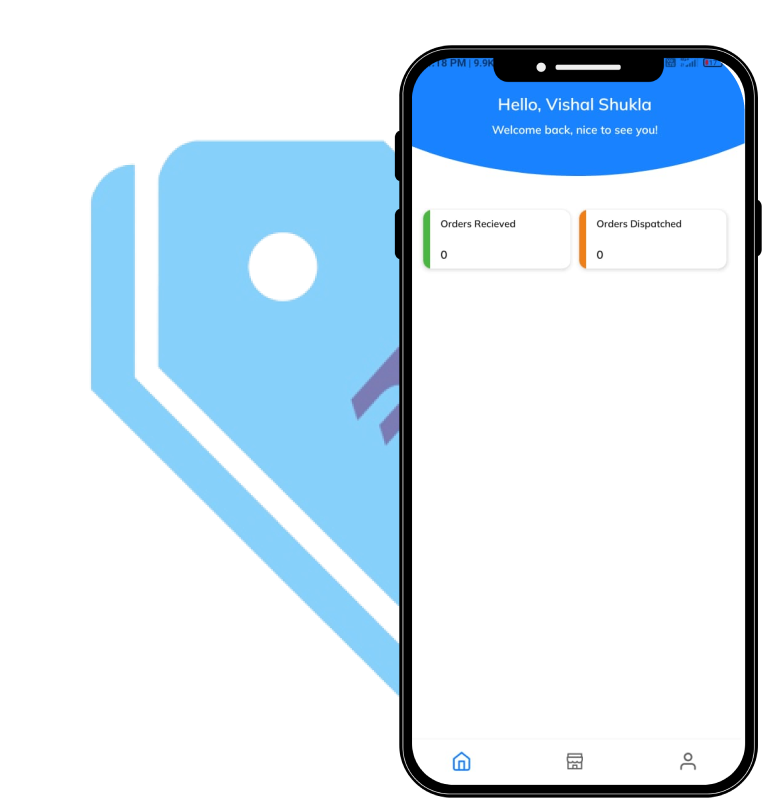 :18 PM | 9.9K
Hello, Vishal Shukla
Welcome back, nice to see you!
Orders Recieved
Orders Dispatched
0
0